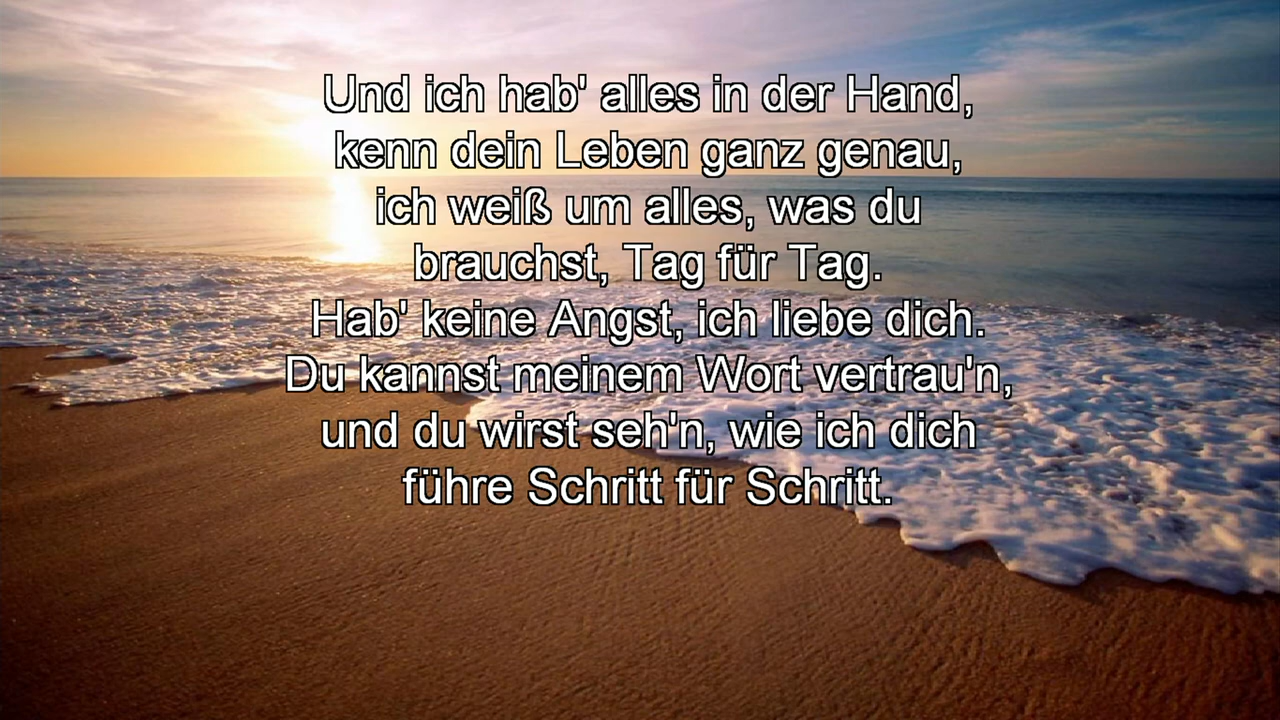 Und ich hab' alles in der Hand,
kenn dein Leben ganz genau,
ich weiß um alles, was du
brauchst, Tag für Tag.
Hab' keine Angst, ich liebe dich.
Du kannst meinem Wort vertrau'n,
und du wirst seh'n, wie ich dich
führe Schritt für Schritt.